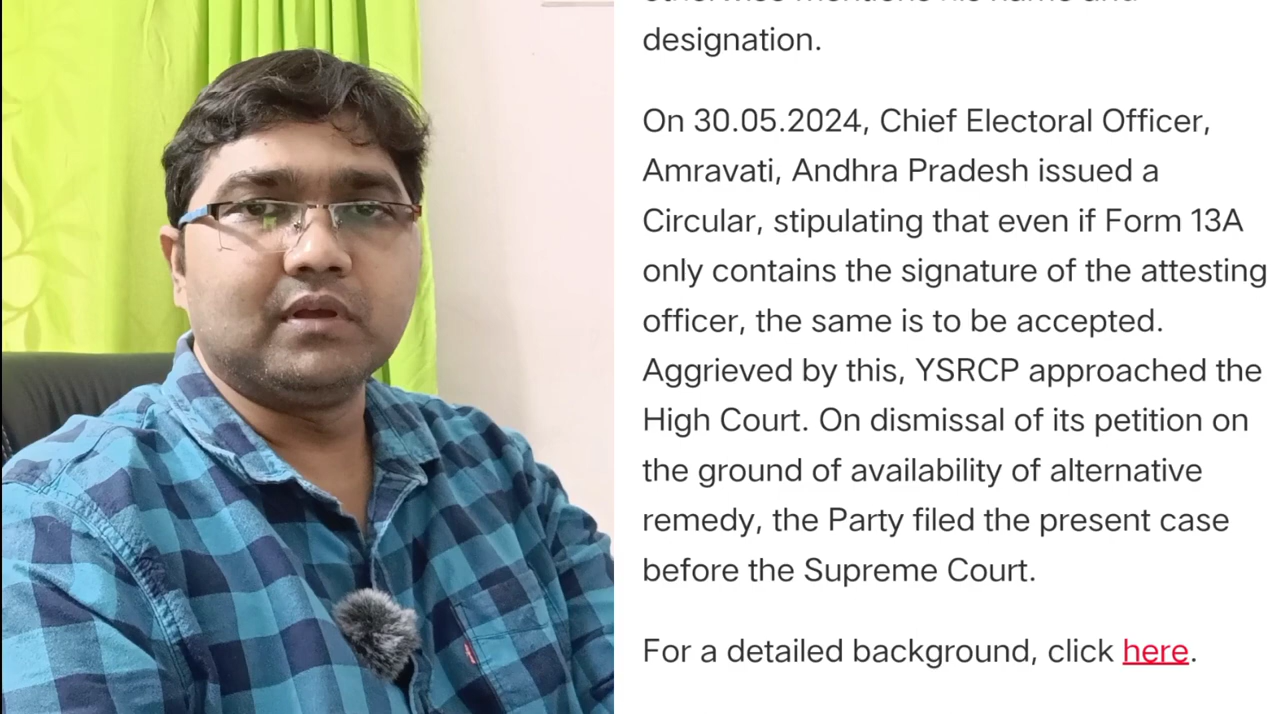 designation.
On 30.05.2024, Chief Electoral Officer,
Amravati, Andhra Pradesh issued a
Circular, stipulating that even if Form 13A
only contains the signature of the attesting
officer, the same is to be accepted.
Aggrieved by this, YSRCP approached the
High Court. On dismissal of its petition on
the ground of availability of alternative
remedy, the Party filed the present case
before the Supreme Court.
For a detailed background, click here.